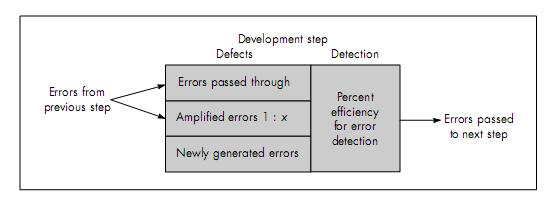 Development step
Defects
Detection
Errors from
previous step
Errors passed through
Amplified errors 1 : x
Newly generated errors
Percent
efficiency
for error
detection
Errors passed
to next step